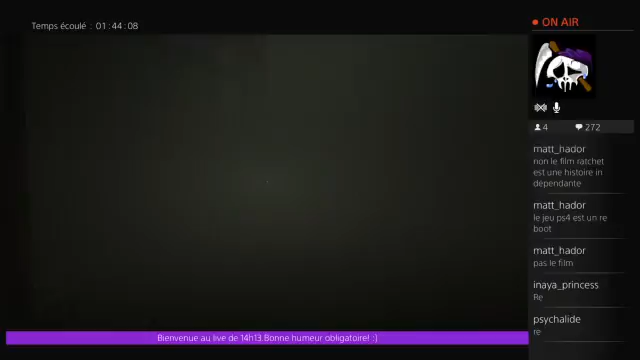 Temps écoulé : 01:44:08
ON AIR
4 272
matt_hador
non le film ratchet
est une histoire in
dépendante
matt_hador
le jeu ps4 est un re
boot
matt_hador
pas le film
inaya_princess
Re
psychalide
re
Bienvenue au live de 14h13.Bonne humeur obligatoire! :)